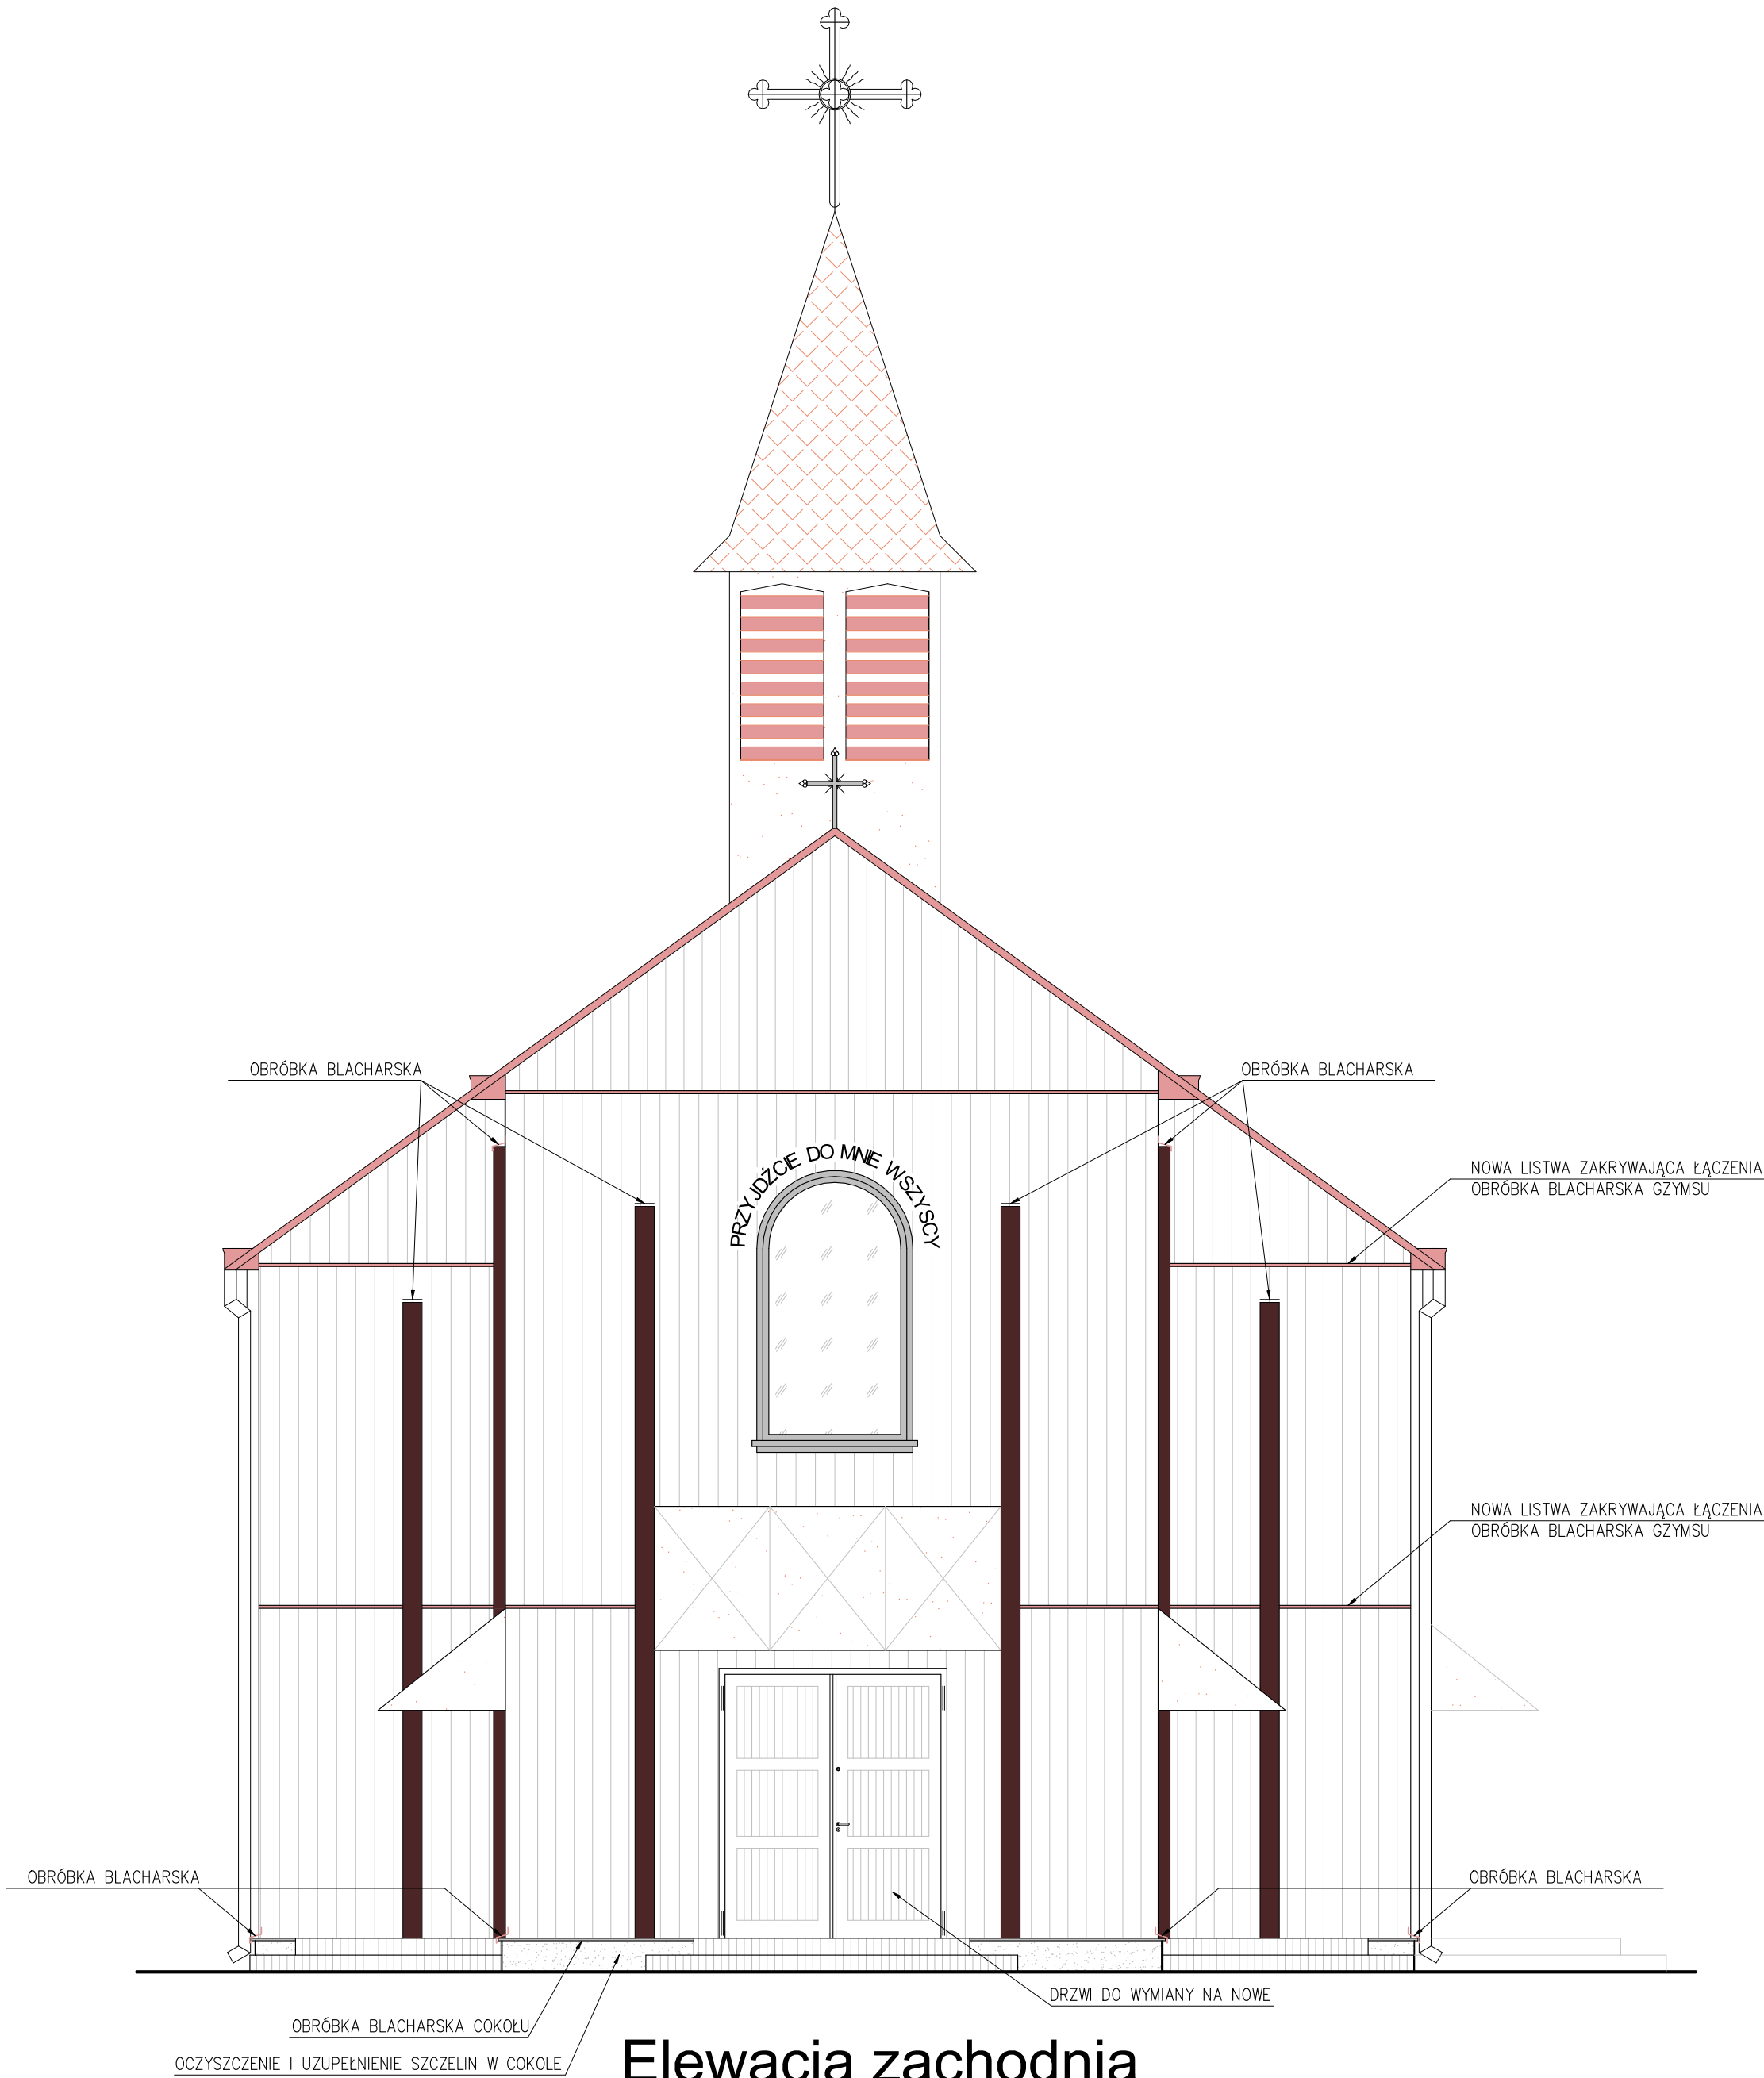 OBRÓBKA BLACHARSKA
OBRÓBKA BLACHARSKA
PRZYJDŹCIE DO MNIE WSZYSCY
NOWA LISTWA ZAKRYWAJĄCA ŁĄCZENIA
OBRÓBKA BLACHARSKA GZYMSU
NOWA LISTWA ZAKRYWAJĄCA ŁĄCZENIA
OBRÓBKA BLACHARSKA GZYMSU
OBRÓBKA BLACHARSKA
OBRÓBKA BLACHARSKA
DRZWI DO WYMIANY NA NOWE
OBRÓBKA BLACHARSKA COKOŁU
OCZYSZCZENIE I UZUPEŁNIENIE SZCZELIN W COKOLE
Elewacja zachodnia